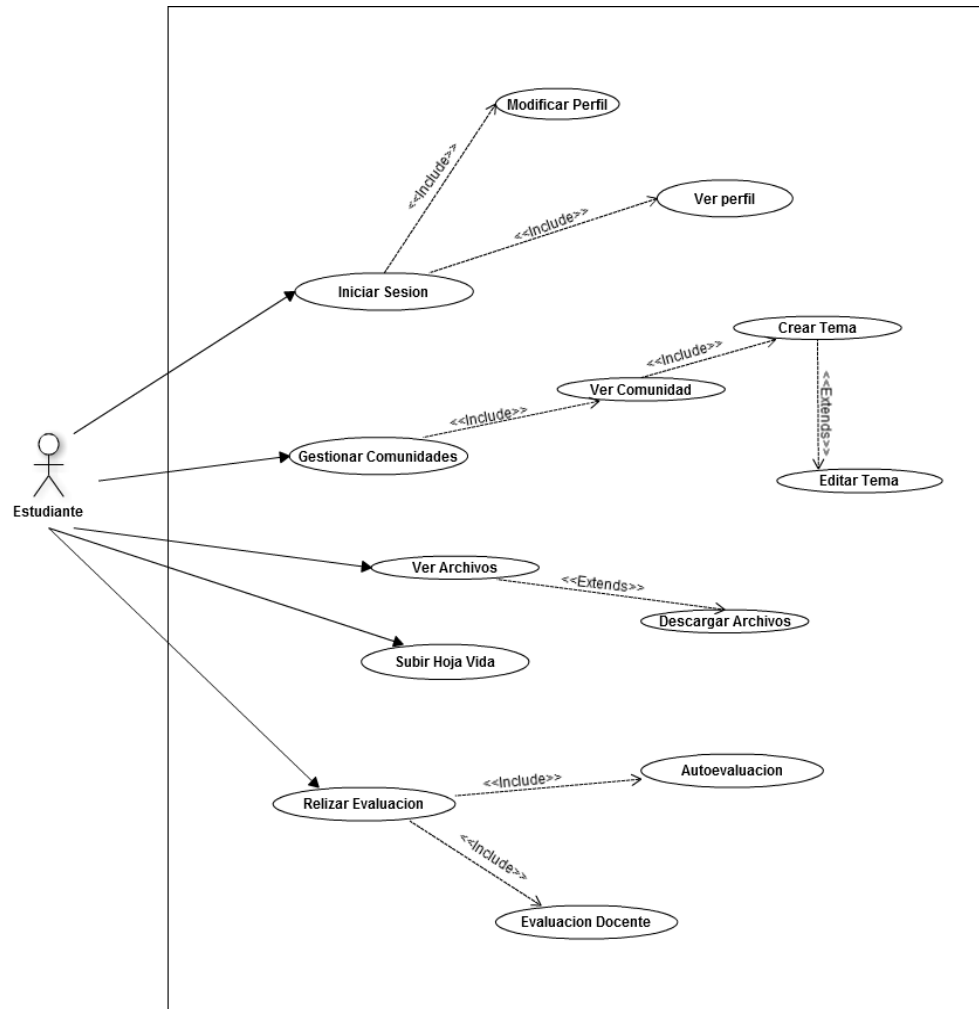 Modificar Perfil
<<Include>>
Ver perfil
<<Include>>
Iniciar Sesion
Crear Tema
<<Include>>
Ver Comunidad
<<Extends>>
<<Include>>
Gestionar Comunidades
Editar Tema
Estudiante
Ver Archivos
<<Extends>>
Descargar Archivos
Subir Hoja Vida
Autoevaluacion
<<Include>>
Relizar Evaluacion
<<Include>>
Evaluacion Docente